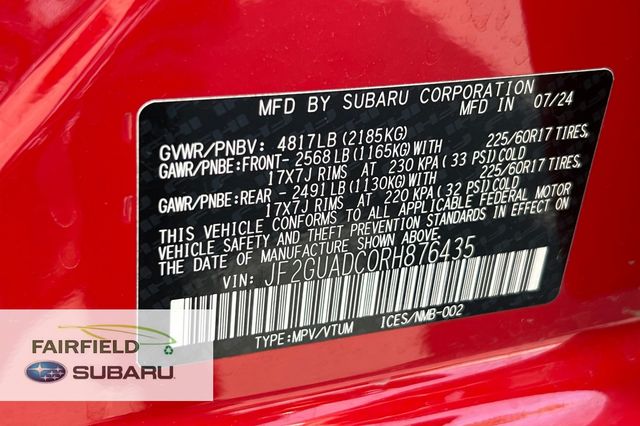 MFD BY SUBARU CORPORATION
MFD IN 07/24
GVWR/PNBV: 4817LB (2185KG)
GAWR/PNBE:FRONT- 2568LB (1165KG)WITH 225/60R17 TIRES,
17X7J RIMS AT 230 KPA (33 PSI)COLD
GAWR/PNBE:REAR - 2491LB (1130KG)WITH 225/60R17 TIRES,
17X7J RIMS AT 220 KPA (32 PSI)COLD
THIS VEHICLE CONFORMS TO ALL APPLICABLE FEDERAL MOTOR
VEHICLE SAFETY AND THEFT PREVENTION STANDARDS IN EFFECT ON
THE DATE OF MANUFACTURE SHOWN ABOVE.
VIN: JF2GUADC0RH876435
TYPE:MPV/VTUM ICES/NMB-002
FAIRFIELD
SUBARU